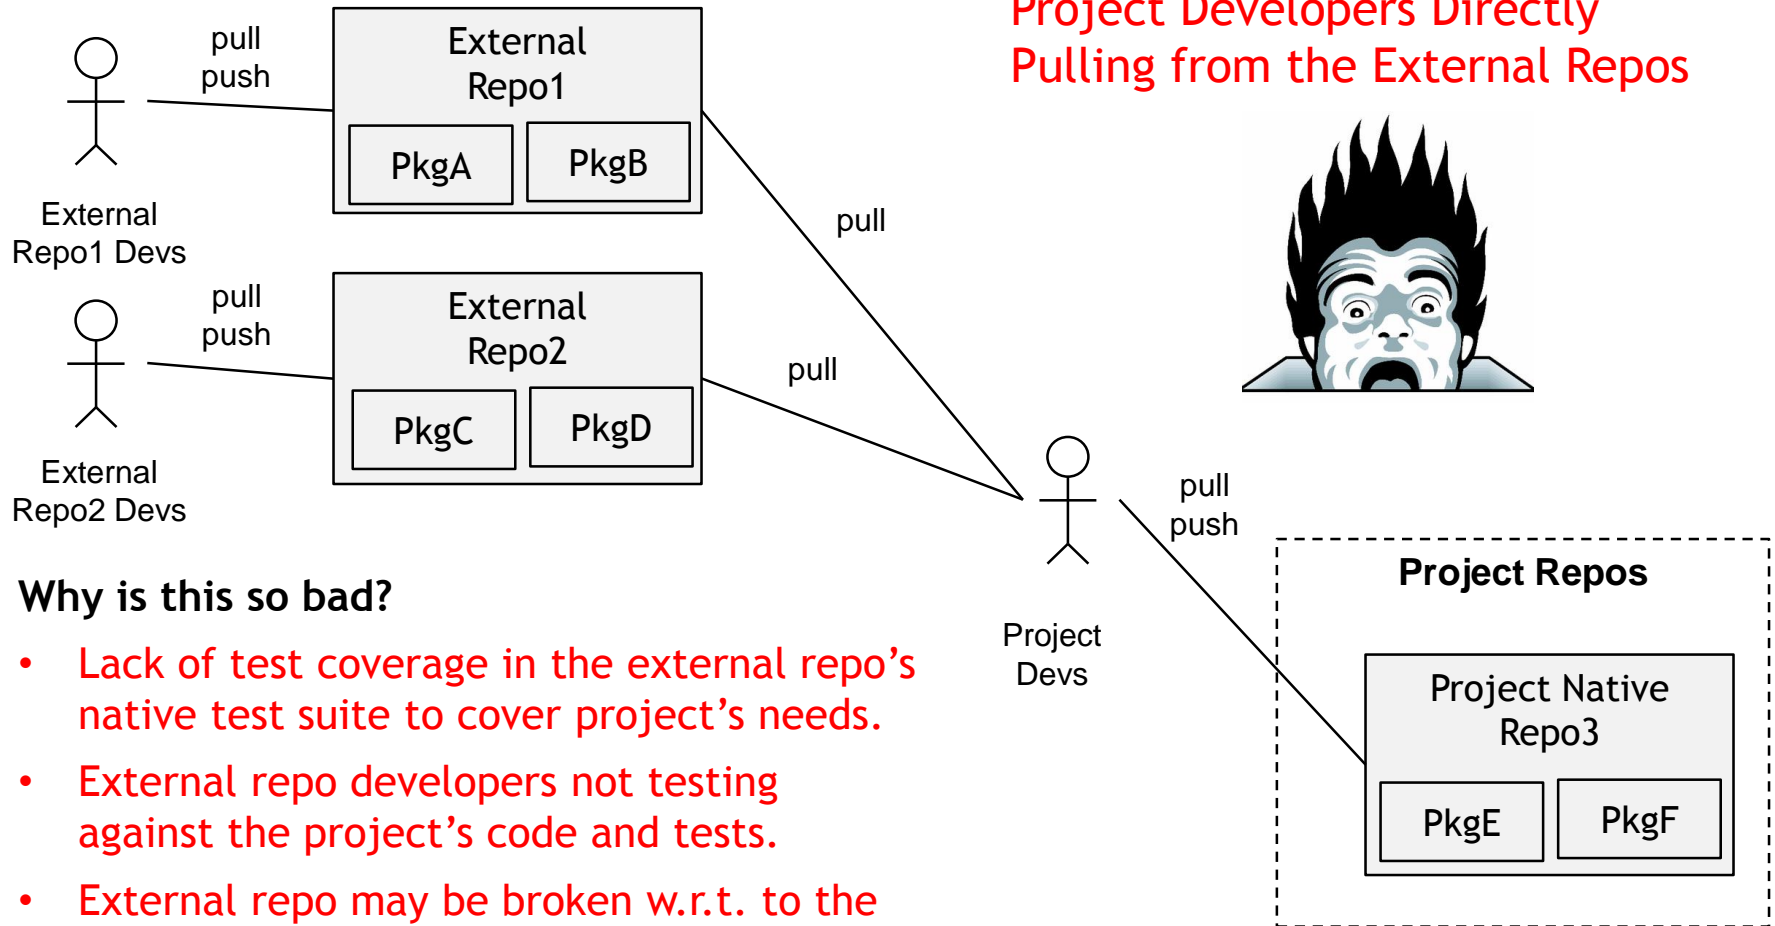 Project Developers Directly
Pulling from the External Repos
pull
push
External
Repo1
PkgA
PkgB
External
Repo1 Devs
pull
pull
push
External
Repo2
PkgC
PkgD
External
Repo2 Devs
pull
pull
push
Project
Devs
Project Repos
Project Native
Repo3
PkgE
PkgF
Why is this so bad?
• Lack of test coverage in the external repo’s
native test suite to cover project’s needs.
• External repo developers not testing
against the project’s code and tests.
• External repo may be broken w.r.t. to the